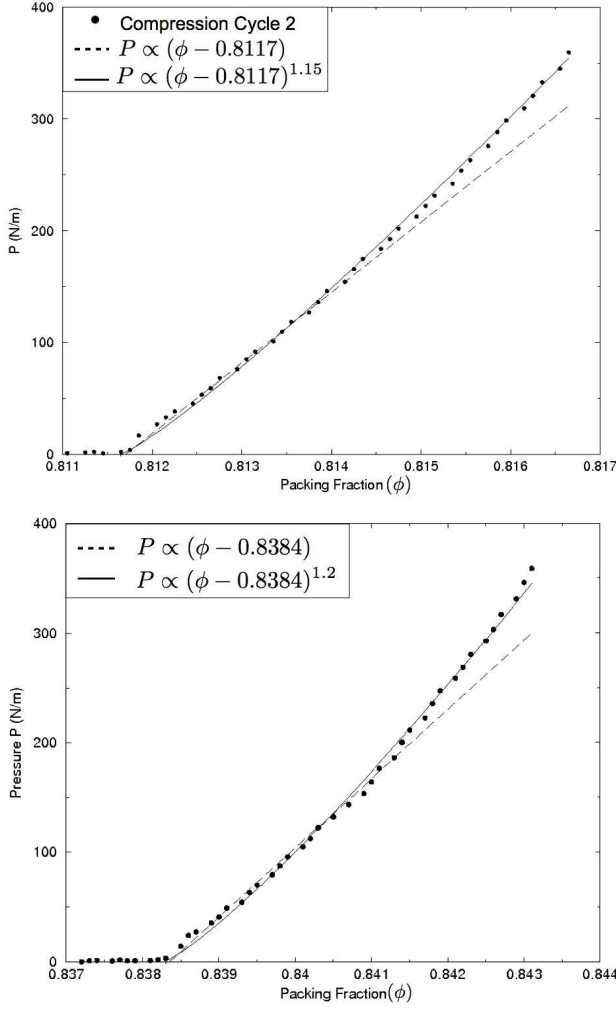 400
300
200
100
0
P (N/m)
Compression Cycle 2
P ∝ (ϕ − 0.8117)
P ∝ (ϕ − 0.8117)^1.15
0.811 0.812 0.813 0.814 0.815 0.816 0.817
Packing Fraction (ϕ)
400
300
200
100
0
Pressure P (N/m)
P ∝ (ϕ − 0.8384)
P ∝ (ϕ − 0.8384)^1.2
0.837 0.838 0.839 0.84 0.841 0.842 0.843 0.844
Packing Fraction(ϕ)